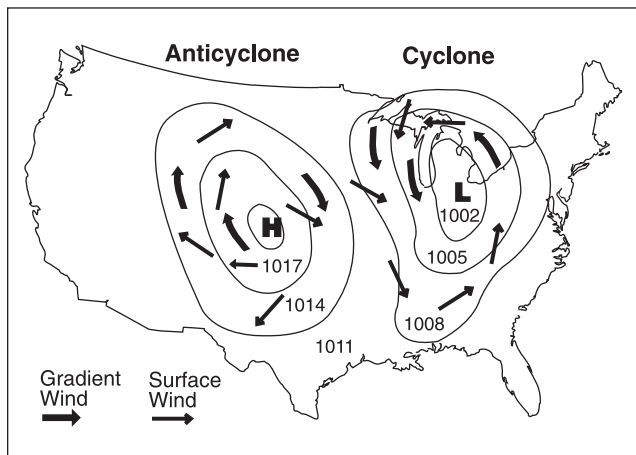 Anticyclone
Cyclone
H
L
1002
1017
1005
1014
1008
1011
Gradient
Wind
Surface
Wind